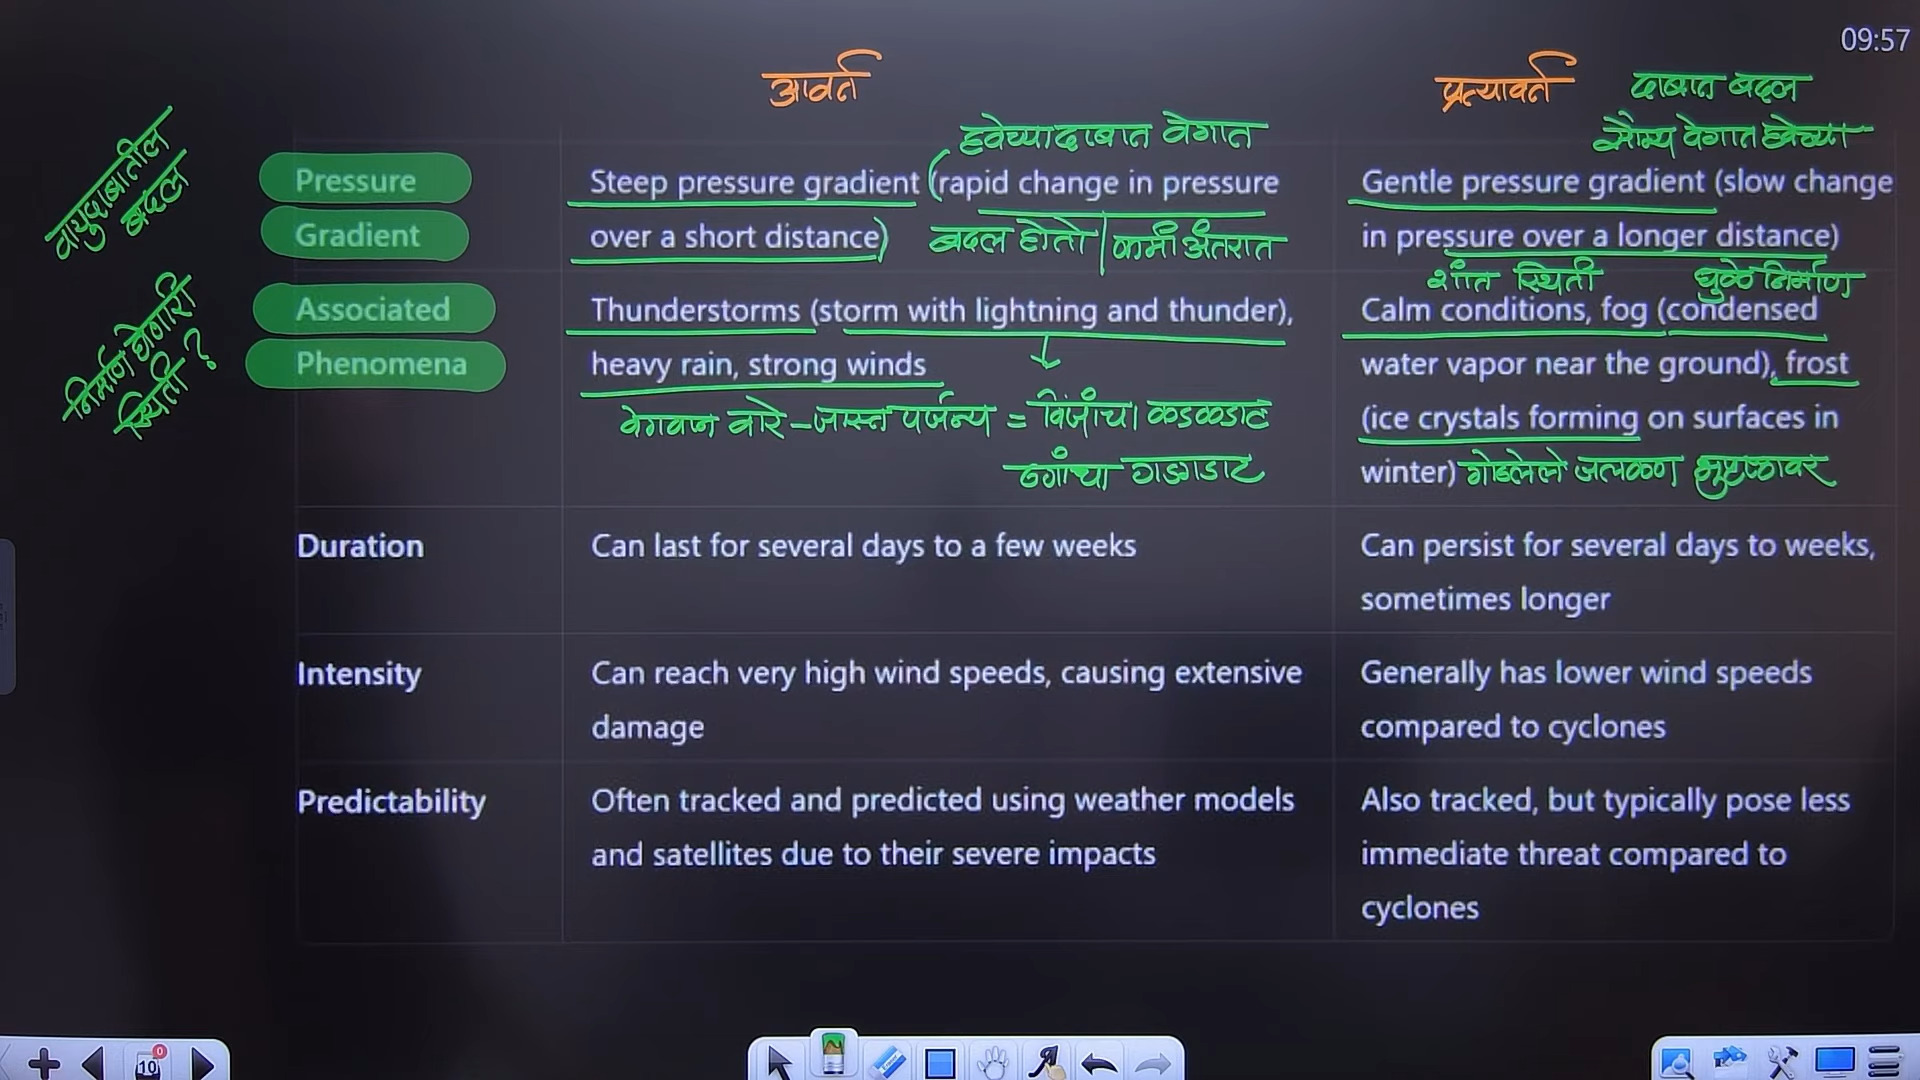 09:57
आवर्त
प्रत्यावर्त
दाबात बदल
सौम्य वेगात हवेच्या
हवेच्या दाबात वेगात
बदल होतो | कमी अंतरात
वायुदाबातील
बदल
Pressure
Gradient
Steep pressure gradient (rapid change in pressure
over a short distance)
Gentle pressure gradient (slow change
in pressure over a longer distance)
निर्माण होणारी
स्थिती ?
शांत स्थिती धुके निर्माण
Associated
Phenomena
Thunderstorms (storm with lightning and thunder),
heavy rain, strong winds
वेगवान वारे – जास्त पर्जन्य = विजांचा कडकडाट
ढगांचा गडगडाट
Calm conditions, fog (condensed
water vapor near the ground), frost
(ice crystals forming on surfaces in
winter) गोठलेले जलकण भुपृष्ठावर
Duration
Can last for several days to a few weeks
Can persist for several days to weeks,
sometimes longer
Intensity
Can reach very high wind speeds, causing extensive
damage
Generally has lower wind speeds
compared to cyclones
Predictability
Often tracked and predicted using weather models
and satellites due to their severe impacts
Also tracked, but typically pose less
immediate threat compared to
cyclones
10
0